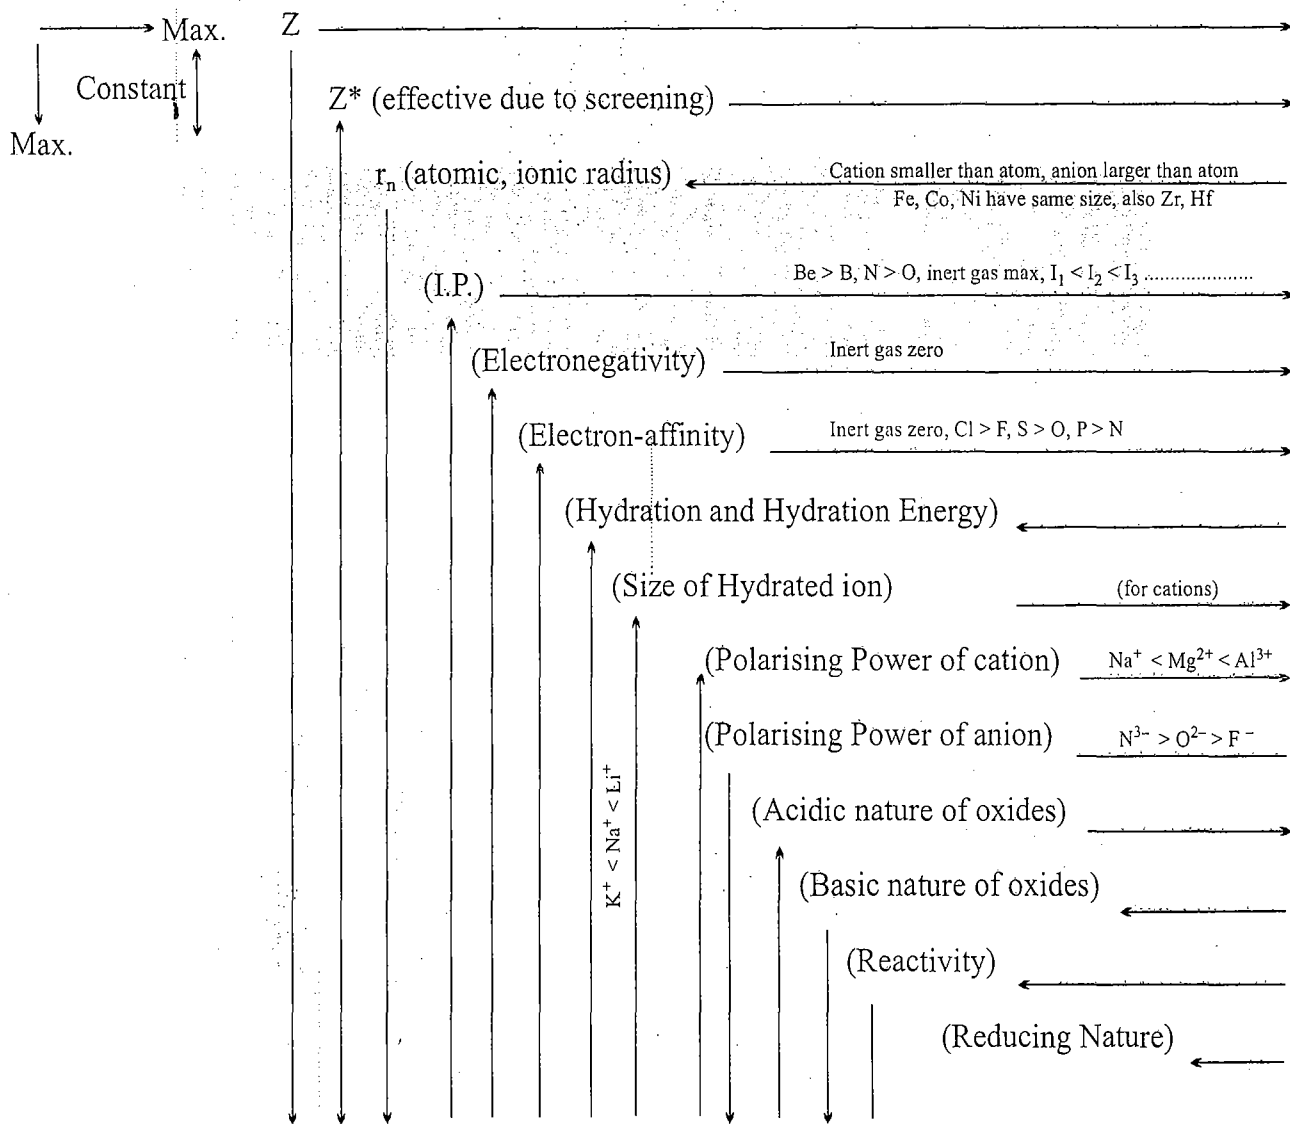 Max. Z
Constant
Max.
Z* (effective due to screening)
rₙ (atomic, ionic radius) Cation smaller than atom, anion larger than atom
Fe, Co, Ni have same size, also Zr, Hf
(I.P.) Be > B, N > O, inert gas max, I₁ < I₂ < I₃ .....................
(Electronegativity) Inert gas zero
(Electron-affinity) Inert gas zero, Cl > F, S > O, P > N
(Hydration and Hydration Energy)
(Size of Hydrated ion) (for cations)
(Polarising Power of cation) Na⁺ < Mg²⁺ < Al³⁺
(Polarising Power of anion) N³⁻ > O²⁻ > F⁻
K⁺ < Na⁺ < Li⁺
(Acidic nature of oxides)
(Basic nature of oxides)
(Reactivity)
(Reducing Nature)